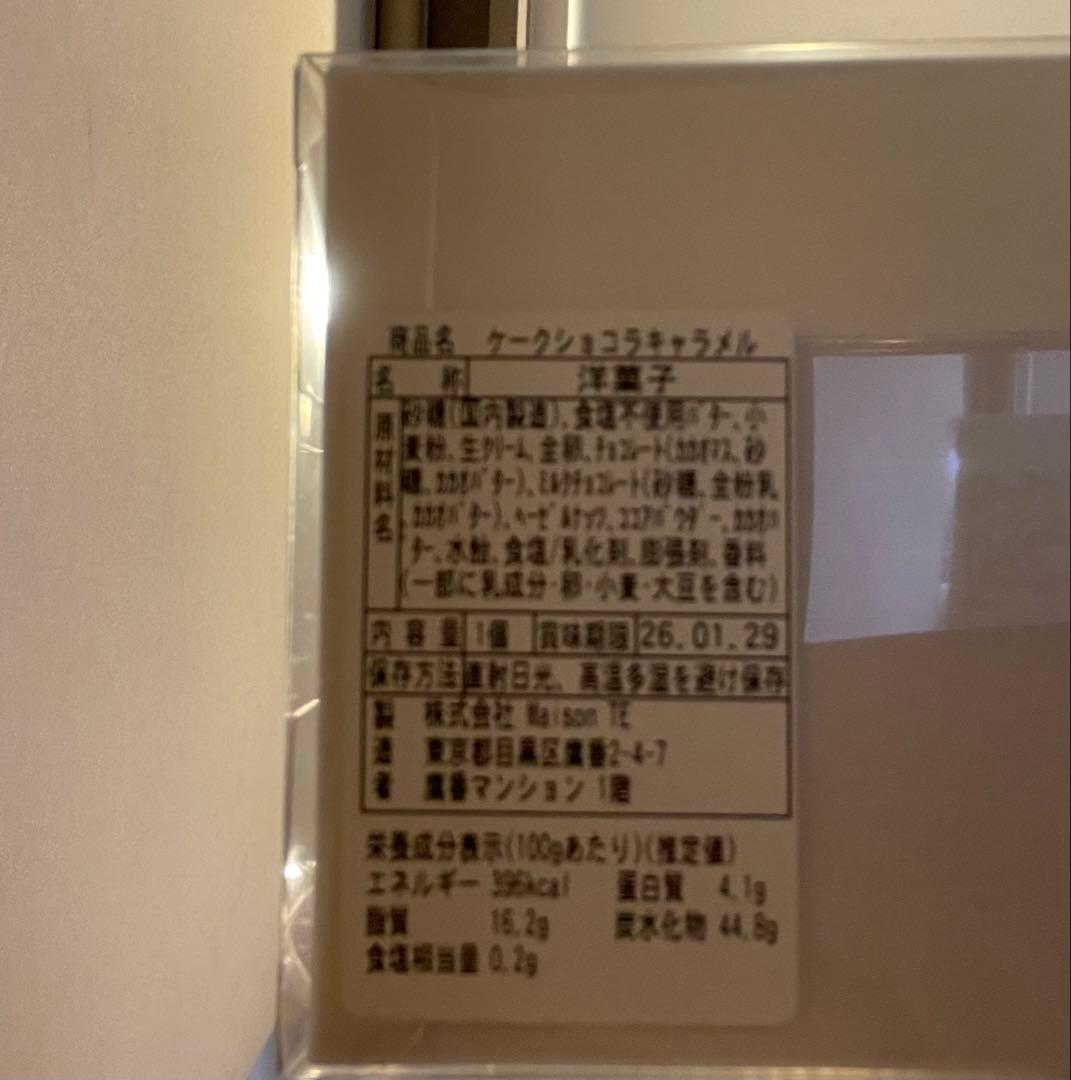 商品名 ケークショコラキャラメル
名称 洋菓子
原材料名 砂糖(国内製造)、食塩不使用ﾊﾞﾀｰ、小
麦粉、生ｸﾘｰﾑ、全卵、ﾁｮｺﾚｰﾄ(ｶｶｵﾏｽ、砂
糖、ｶｶｵﾊﾞﾀｰ)、ﾐﾙｸﾁｮｺﾚｰﾄ(砂糖、全粉乳
、ｶｶｵﾊﾞﾀｰ)、ﾍｰｾﾞﾙﾅｯﾂ、ｺｺｱﾊﾟｳﾀﾞｰ、ｶｶｵﾊﾞ
ﾀｰ、水飴、食塩/乳化剤、膨張剤、香料
(一部に乳成分・卵・小麦・大豆を含む)
内容量 1個 賞味期限 26.01.29
保存方法 直射日光、高温多湿を避け保存
製造者 株式会社 Maison TE
東京都目黒区鷹番2-4-7
鷹番マンション 1階
栄養成分表示(100gあたり)(推定値)
エネルギー 396kcal 蛋白質 4.1g
脂質 16.2g 炭水化物 44.8g
食塩相当量 0.2g